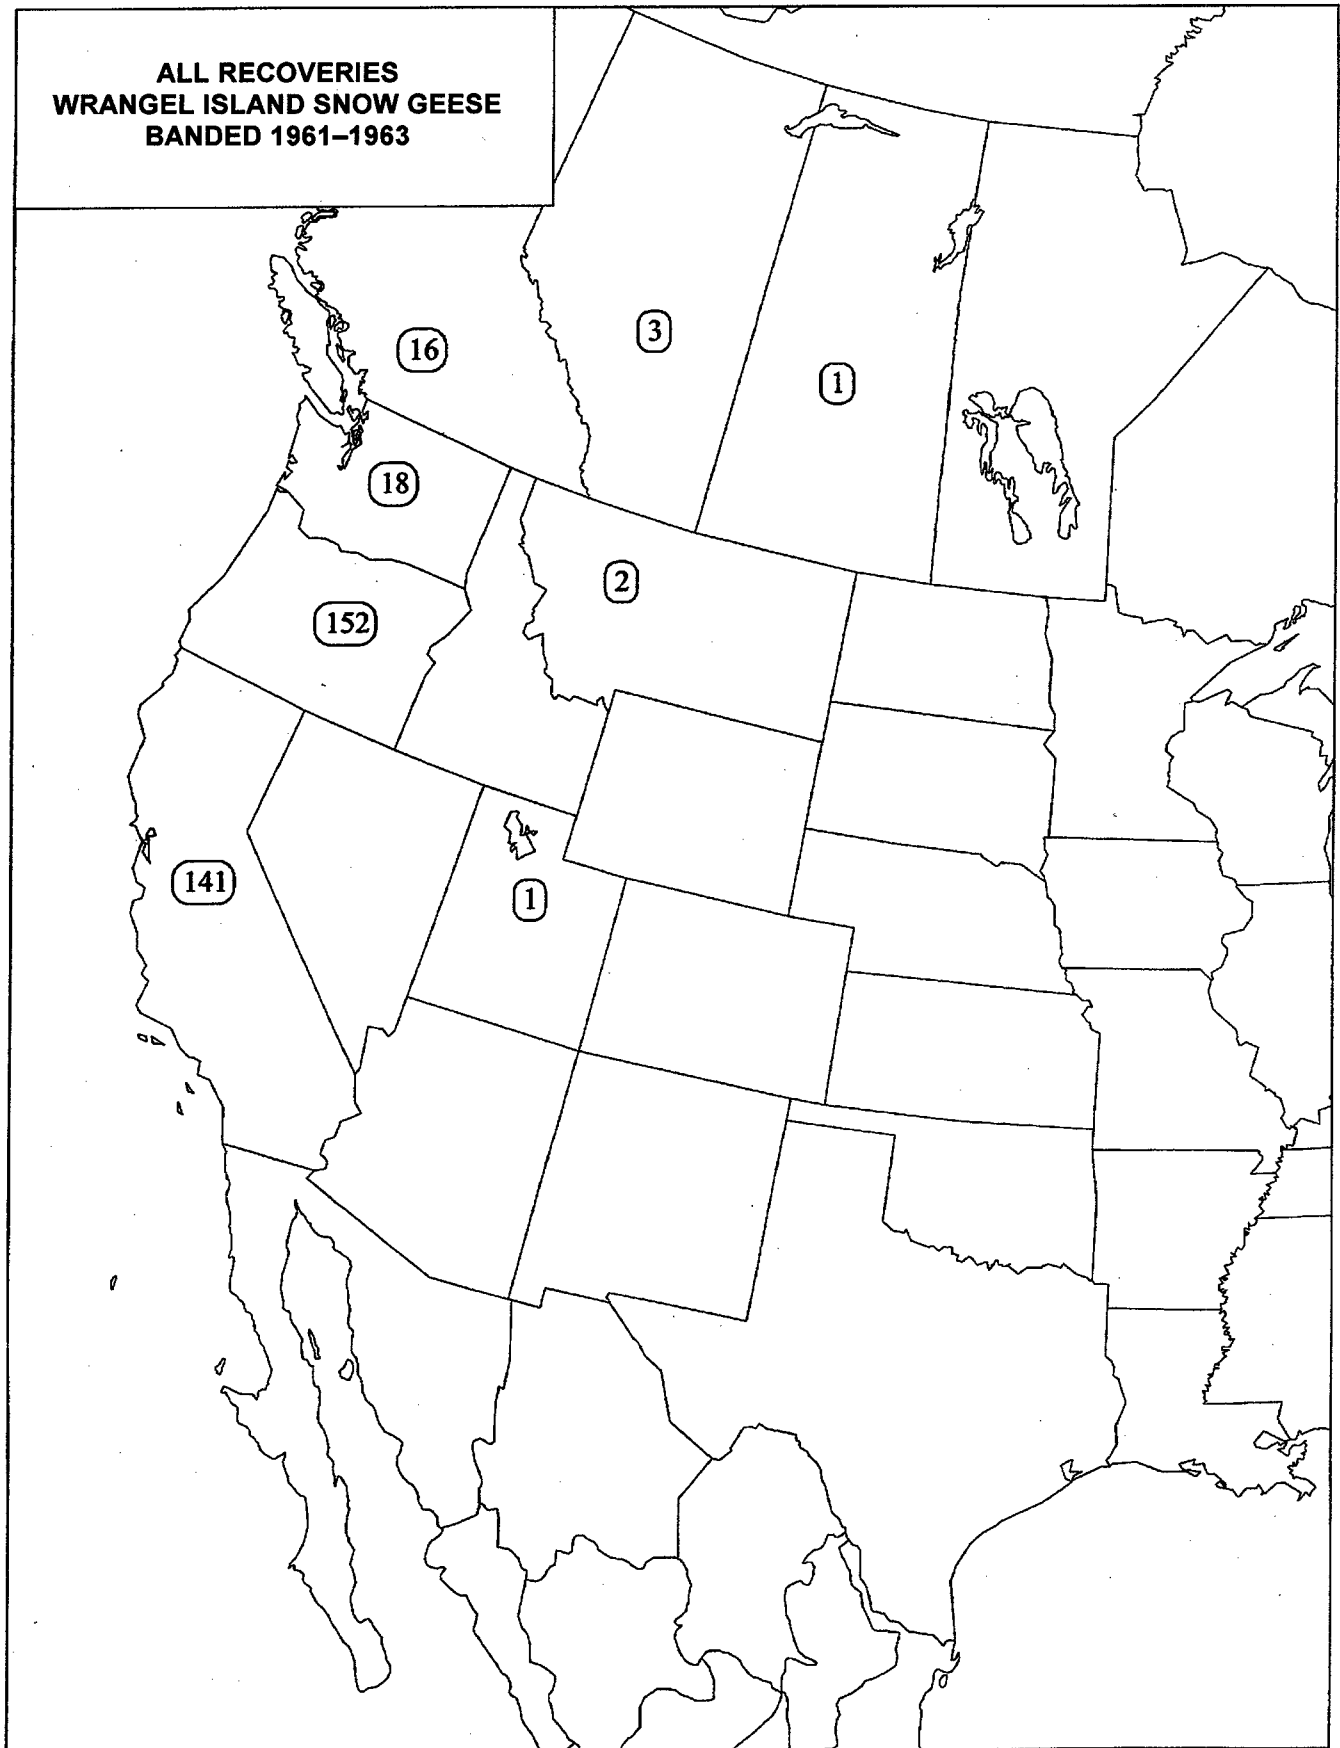 ALL RECOVERIES
WRANGEL ISLAND SNOW GEESE
BANDED 1961–1963
3
16
1
18
2
152
141
1